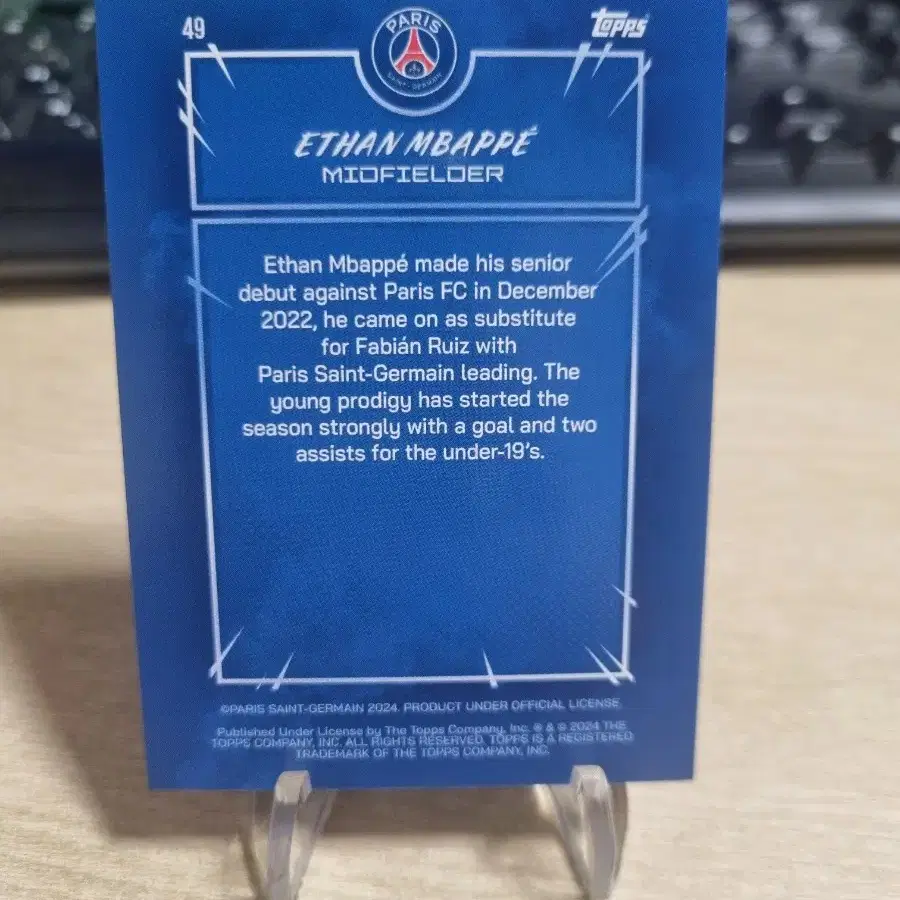 49
PARIS
SAINT-GERMAIN
topps
ETHAN MBAPPÉ
MIDFIELDER
Ethan Mbappé made his senior
debut against Paris FC in December
2022, he came on as substitute
for Fabián Ruiz with
Paris Saint-Germain leading. The
young prodigy has started the
season strongly with a goal and two
assists for the under-19's.
©PARIS SAINT-GERMAIN 2024. PRODUCT UNDER OFFICIAL LICENSE.
Published Under License by The Topps Company, Inc. ® & © 2024 THE
TOPPS COMPANY, INC. ALL RIGHTS RESERVED. TOPPS IS A REGISTERED
TRADEMARK OF THE TOPPS COMPANY, INC.